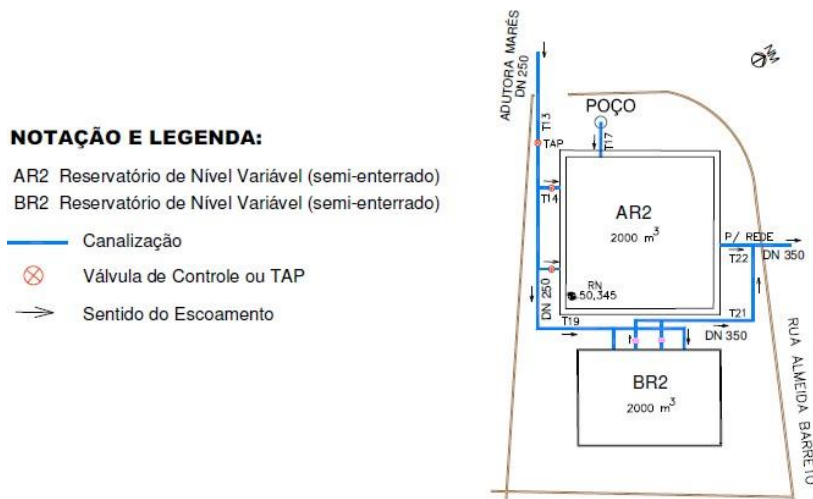 NOTAÇÃO E LEGENDA:
AR2 Reservatório de Nível Variável (semi-enterrado)
BR2 Reservatório de Nível Variável (semi-enterrado)
Canalização
Válvula de Controle ou TAP
Sentido do Escoamento
ADUTORA MARÉS
DN 250
NM
POÇO
T13
TAP
T17
T14
AR2
2000 m³
P/ REDE
T22
DN 350
RN
50,345
DN 250
T19
T21
DN 350
BR2
2000 m³
RUA ALMEIDA BARRETO